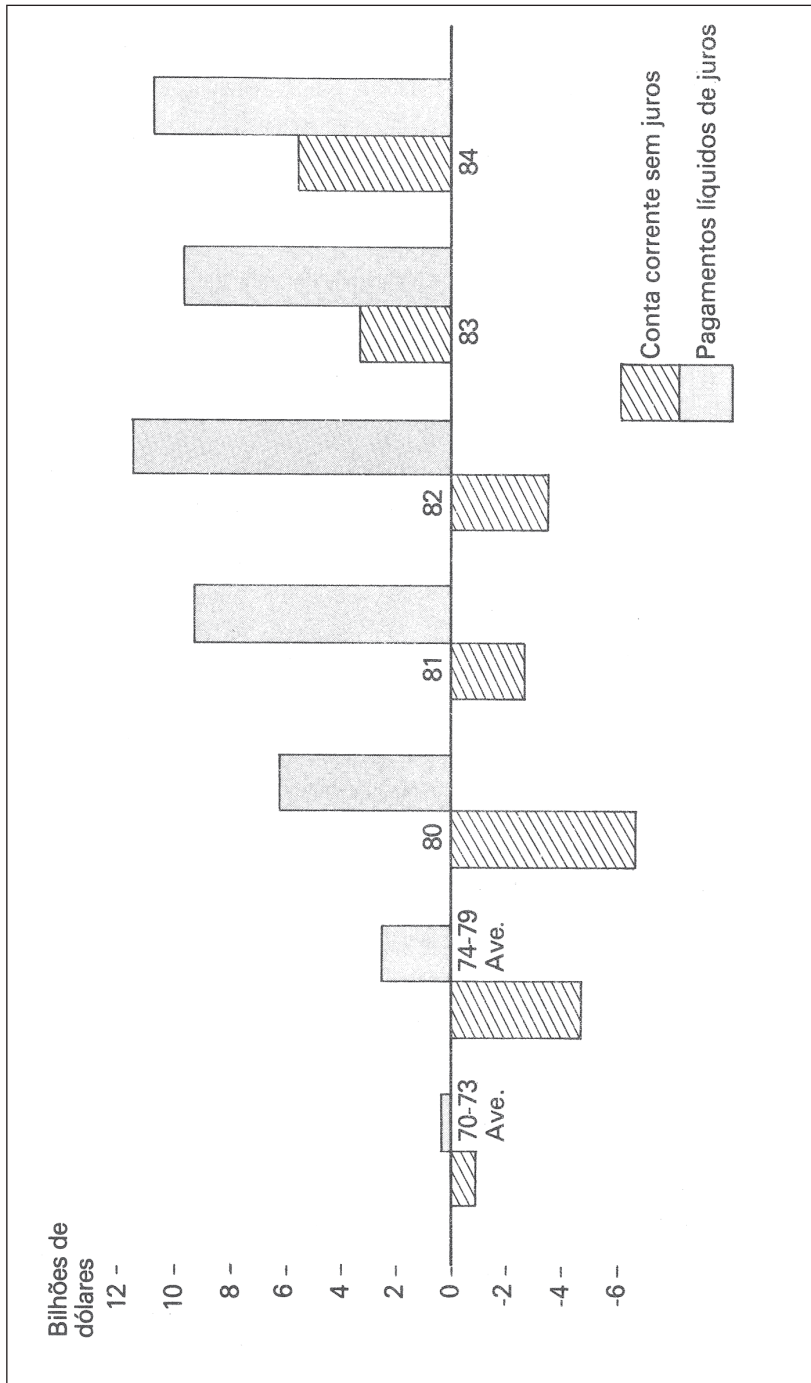 Bilhões de
dólares
12
10
8
6
4
2
0
-2
-4
-6
70-73
Ave.
74-79
Ave.
80
81
82
83
84
Conta corrente sem juros
Pagamentos líquidos de juros